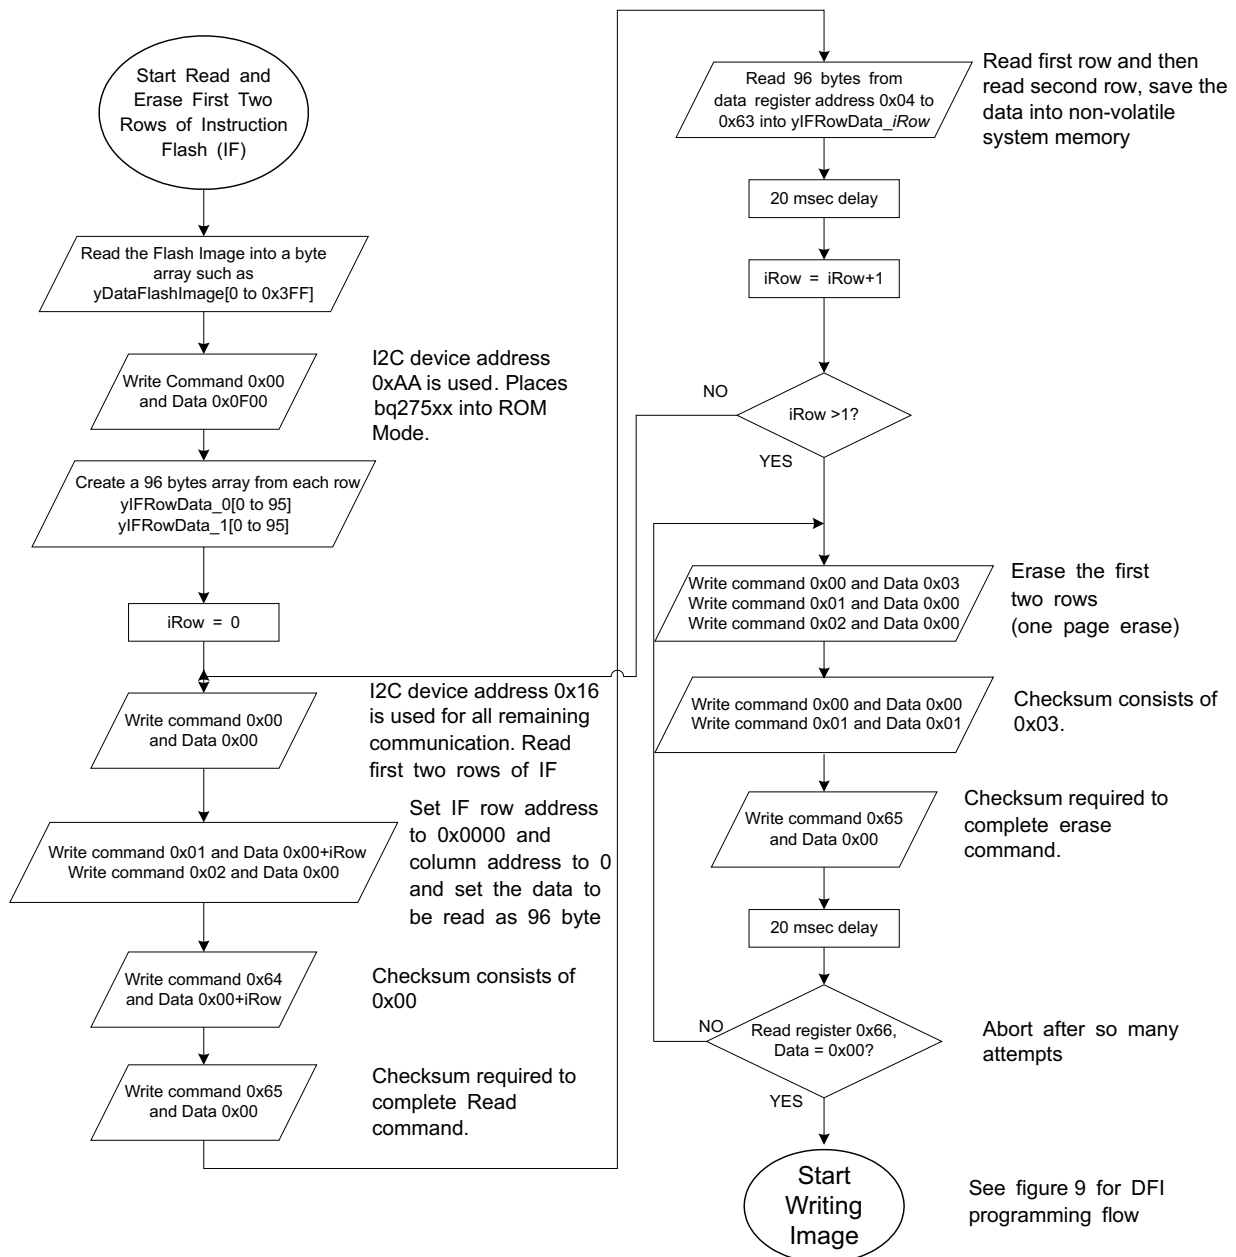 Start Read and
Erase First Two
Rows of Instruction
Flash (IF)
Read the Flash Image into a byte
array such as
yDataFlashImage[0 to 0x3FF]
Write Command 0x00
and Data 0x0F00
I2C device address
0xAA is used. Places
bq275xx into ROM
Mode.
Create a 96 bytes array from each row
yIFRowData_0[0 to 95]
yIFRowData_1[0 to 95]
iRow = 0
Write command 0x00
and Data 0x00
I2C device address 0x16
is used for all remaining
communication. Read
first two rows of IF
Write command 0x01 and Data 0x00+iRow
Write command 0x02 and Data 0x00
Set IF row address
to 0x0000 and
column address to 0
and set the data to
be read as 96 byte
Write command 0x64
and Data 0x00+iRow
Checksum consists of
0x00
Write command 0x65
and Data 0x00
Checksum required to
complete Read
command.
Read 96 bytes from
data register address 0x04 to
0x63 into yIFRowData_iRow
Read first row and then
read second row, save the
data into non-volatile
system memory
20 msec delay
iRow = iRow+1
NO
iRow >1?
YES
Write command 0x00 and Data 0x03
Write command 0x01 and Data 0x00
Write command 0x02 and Data 0x00
Erase the first
two rows
(one page erase)
Write command 0x00 and Data 0x00
Write command 0x01 and Data 0x01
Checksum consists of
0x03.
Write command 0x65
and Data 0x00
Checksum required to
complete erase
command.
20 msec delay
NO
Read register 0x66,
Data = 0x00?
Abort after so many
attempts
YES
Start
Writing
Image
See figure 9 for DFI
programming flow